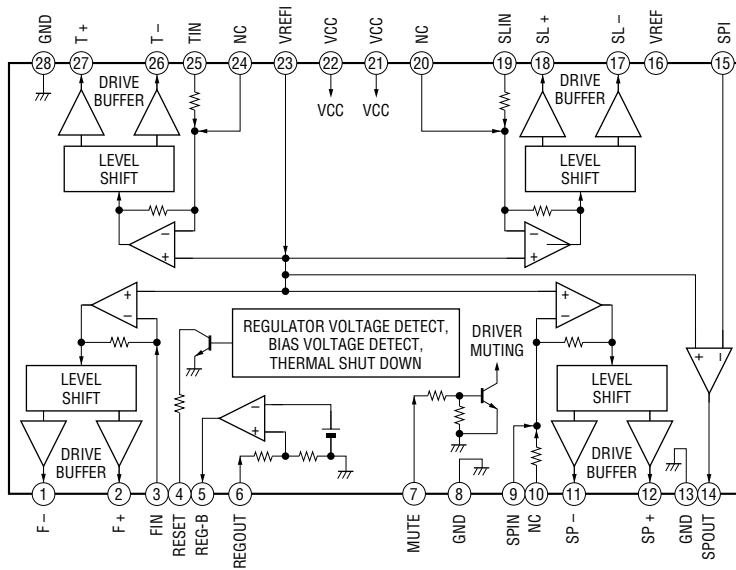 GND
T+
T-
TIN
NC
VREFI
VCC
VCC
NC
SLIN
SL+
SL-
VREF
SPI
28
27
26
25
24
23
22
21
20
19
18
17
16
15
DRIVE
BUFFER
VCC
VCC
DRIVE
BUFFER
LEVEL
SHIFT
LEVEL
SHIFT
-
+
-
+
+
-
+
-
REGULATOR VOLTAGE DETECT,
BIAS VOLTAGE DETECT,
THERMAL SHUT DOWN
DRIVER
MUTING
+
-
LEVEL
SHIFT
LEVEL
SHIFT
-
+
DRIVE
BUFFER
DRIVE
BUFFER
1
2
3
4
5
6
7
8
9
10
11
12
13
14
F-
F+
FIN
RESET
REG-B
REGOUT
MUTE
GND
SPIN
NC
SP-
SP+
GND
SPOUT